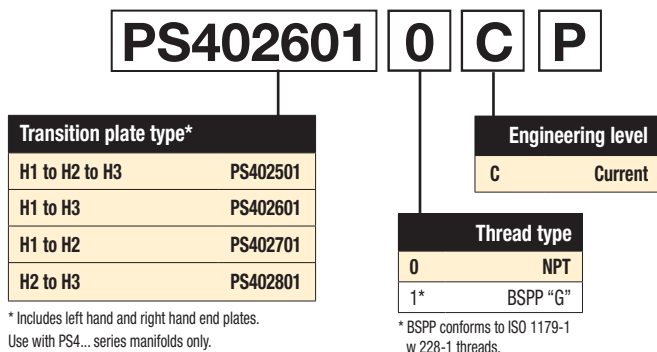 PS402601 0 C P
Transition plate type*
H1 to H2 to H3 PS402501
H1 to H3 PS402601
H1 to H2 PS402701
H2 to H3 PS402801
* Includes left hand and right hand end plates.
Use with PS4... series manifolds only.
Engineering level
C Current
Thread type
0 NPT
1* BSPP “G”
* BSPP conforms to ISO 1179-1
w 228-1 threads.